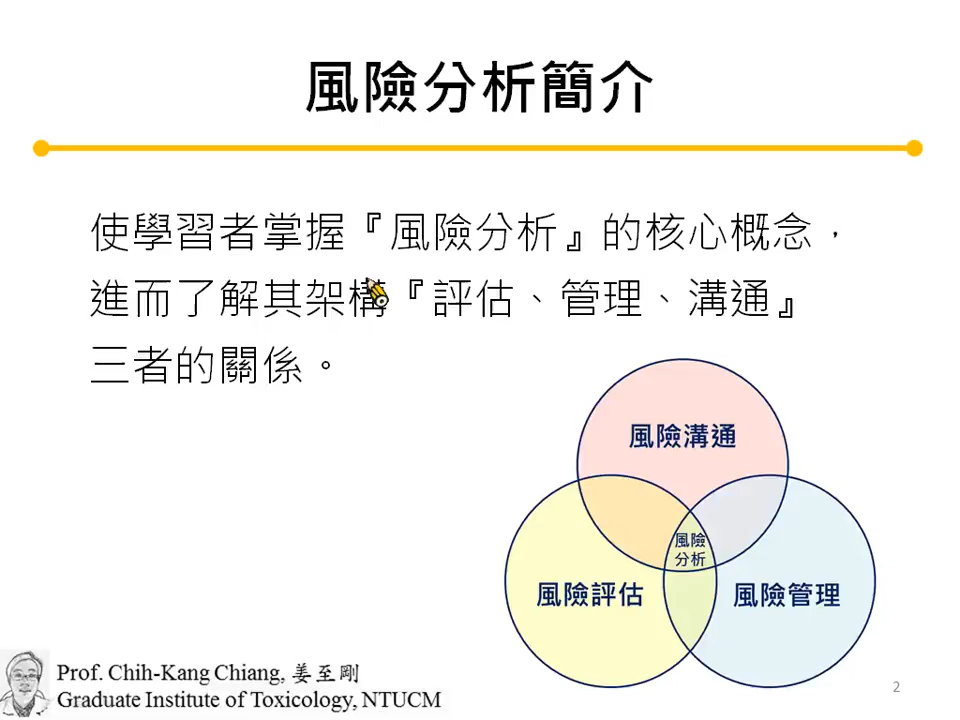 風險分析簡介
使學習者掌握『風險分析』的核心概念，
進而了解其架構『評估、管理、溝通』
三者的關係。
風險溝通
風險
分析
風險評估
風險管理
Prof. Chih-Kang Chiang, 姜至剛
Graduate Institute of Toxicology, NTUCM
2